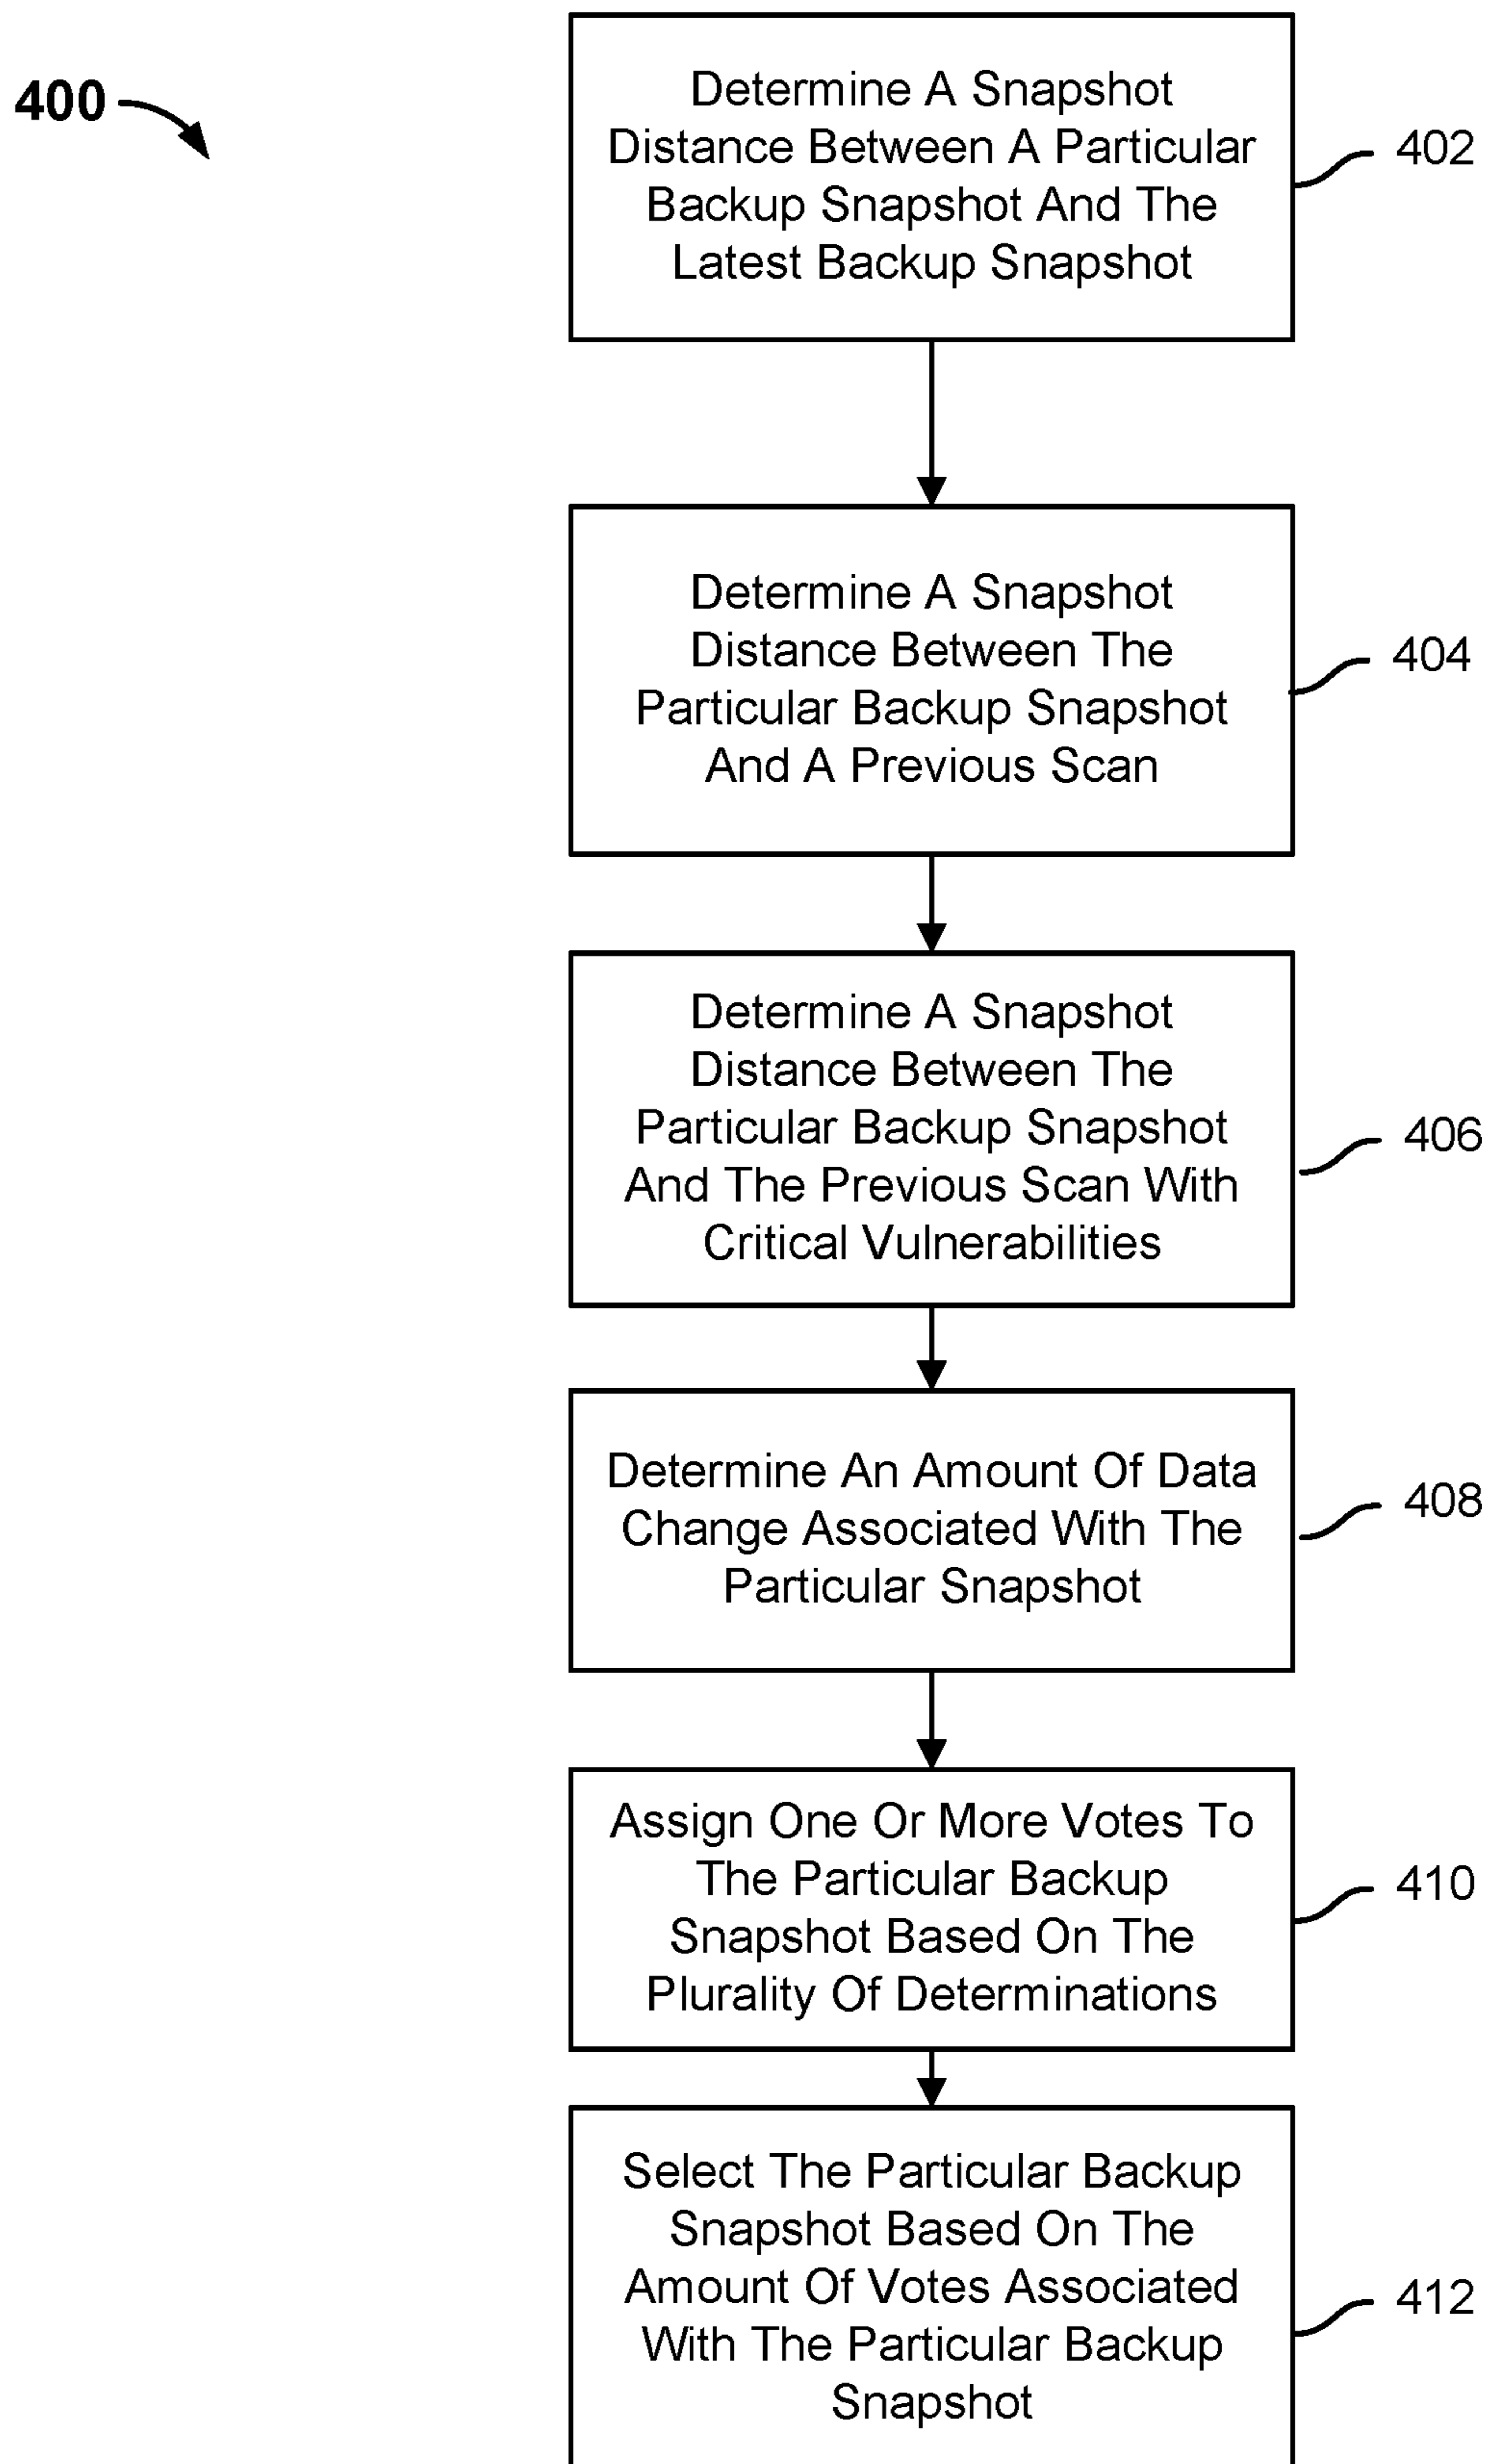 400
Determine A Snapshot
Distance Between A Particular
Backup Snapshot And The
Latest Backup Snapshot
402
Determine A Snapshot
Distance Between The
Particular Backup Snapshot
And A Previous Scan
404
Determine A Snapshot
Distance Between The
Particular Backup Snapshot
And The Previous Scan With
Critical Vulnerabilities
406
Determine An Amount Of Data
Change Associated With The
Particular Snapshot
408
Assign One Or More Votes To
The Particular Backup
Snapshot Based On The
Plurality Of Determinations
410
Select The Particular Backup
Snapshot Based On The
Amount Of Votes Associated
With The Particular Backup
Snapshot
412